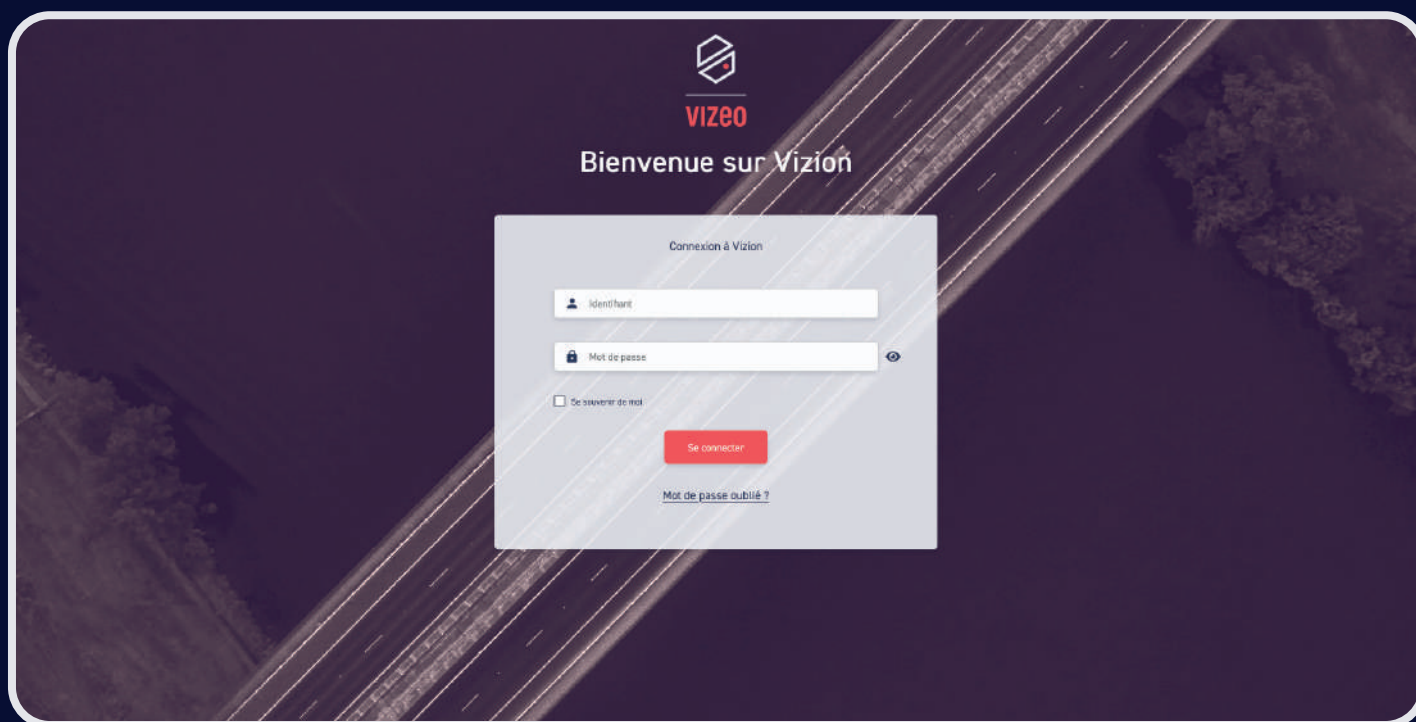 VIZEO
Bienvenue sur Vizion
Connexion à Vizion
Identifiant
Mot de passe
Se souvenir de moi
Se connecter
Mot de passe oublié ?